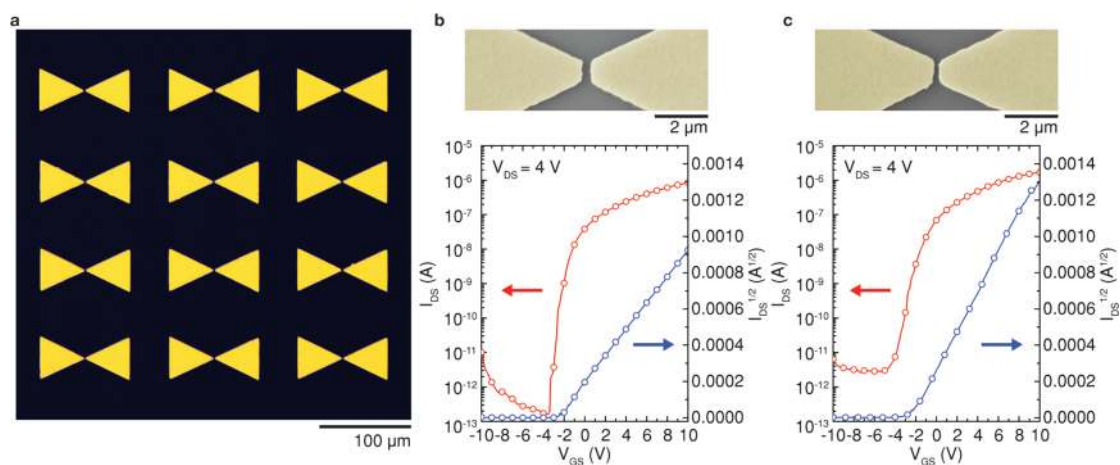 a
100 μm
b
2 μm
V_DS = 4 V
I_DS (A)
10^-5
10^-6
10^-7
10^-8
10^-9
10^-10
10^-11
10^-12
10^-13
I_DS^1/2 (A^1/2)
0.0014
0.0012
0.0010
0.0008
0.0006
0.0004
0.0002
0.0000
-10 -8 -6 -4 -2 0 2 4 6 8 10
V_GS (V)
c
2 μm
V_DS = 4 V
I_DS (A)
10^-5
10^-6
10^-7
10^-8
10^-9
10^-10
10^-11
10^-12
10^-13
I_DS^1/2 (A^1/2)
0.0014
0.0012
0.0010
0.0008
0.0006
0.0004
0.0002
0.0000
-10 -8 -6 -4 -2 0 2 4 6 8 10
V_GS (V)